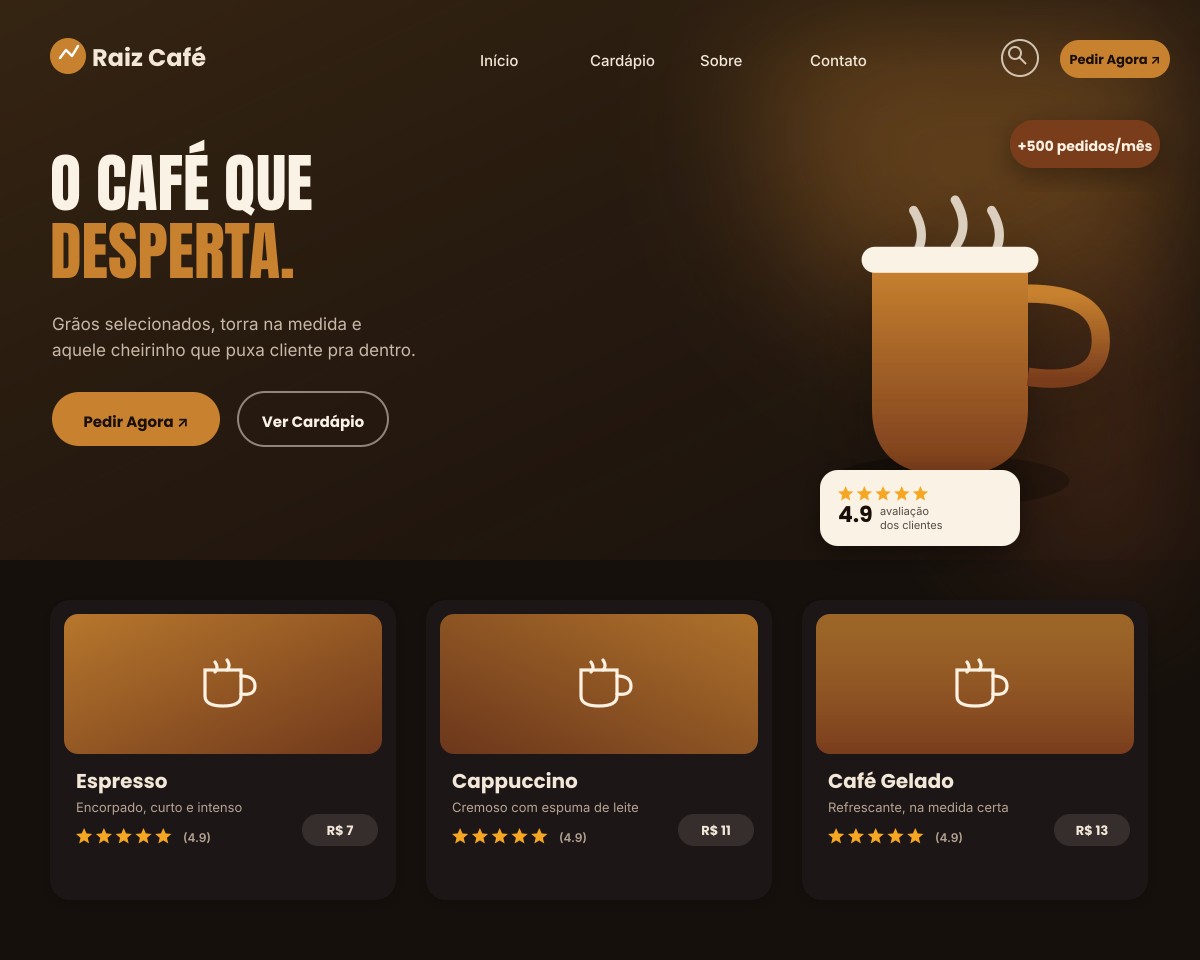 Raiz Café
Início
Cardápio
Sobre
Contato
Pedir Agora ↗
+500 pedidos/mês
O CAFÉ QUE
DESPERTA.
Grãos selecionados, torra na medida e
aquele cheirinho que puxa cliente pra dentro.
Pedir Agora ↗
Ver Cardápio
★★★★★
4.9 avaliação
dos clientes
Espresso
Encorpado, curto e intenso
★★★★★ (4.9)
R$ 7
Cappuccino
Cremoso com espuma de leite
★★★★★ (4.9)
R$ 11
Café Gelado
Refrescante, na medida certa
★★★★★ (4.9)
R$ 13